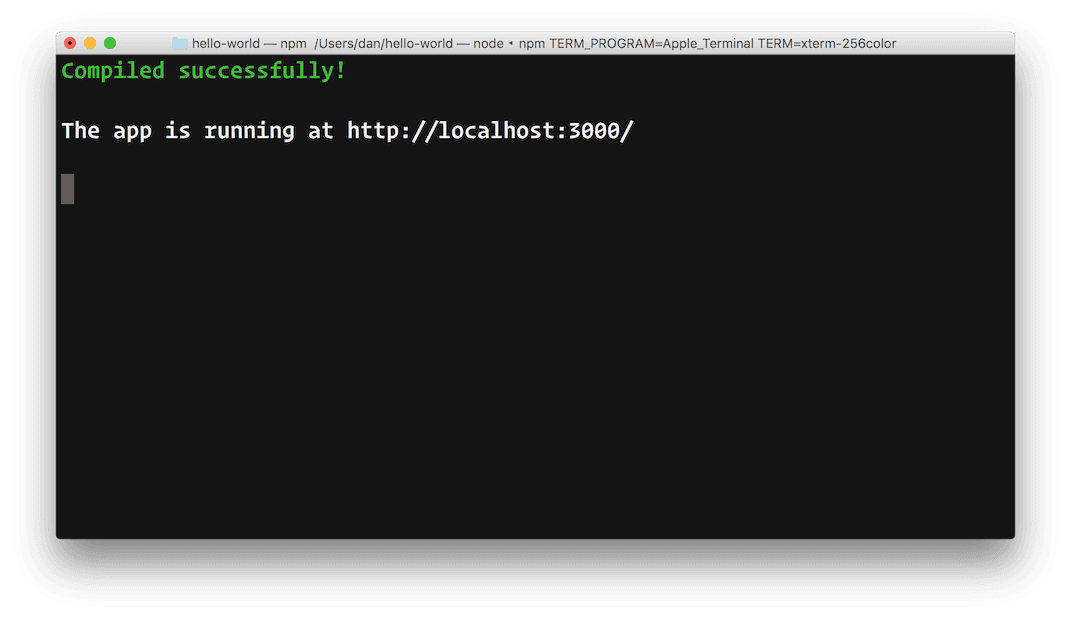 hello-world — npm /Users/dan/hello-world — node ‣ npm TERM_PROGRAM=Apple_Terminal TERM=xterm-256color
Compiled successfully!
The app is running at http://localhost:3000/